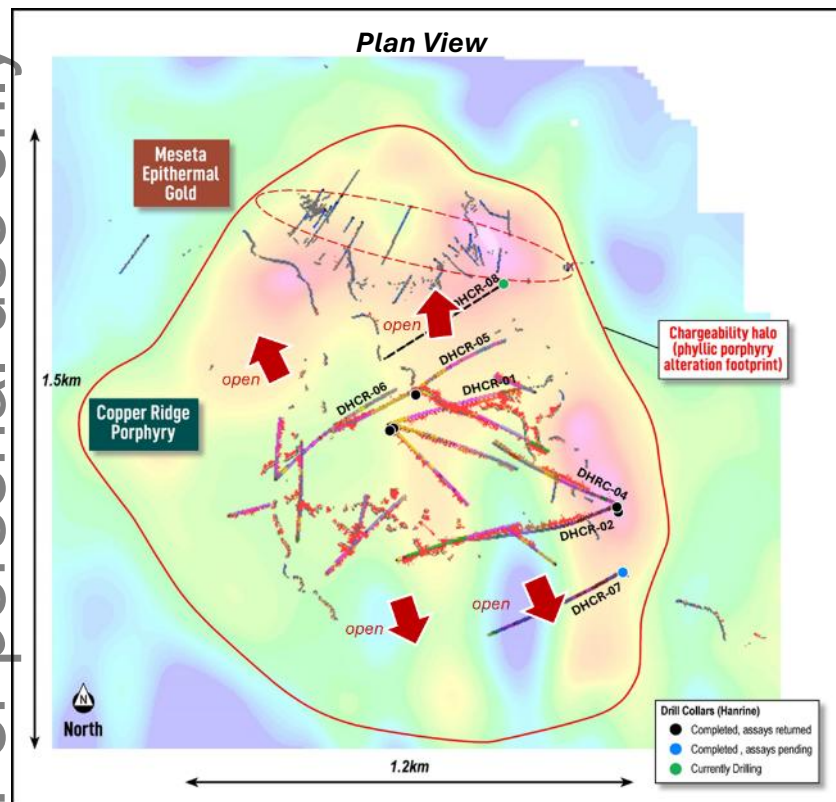 Plan View
Meseta
Epithermal
Gold
DHCR-08
open
open
DHCR-05
Chargeability halo
(phyllic porphyry
alteration footprint)
1.5km
DHCR-06
DHCR-01
Copper Ridge
Porphyry
DHRC-04
DHCR-02
open
open
DHCR-07
N
North
1.2km
Drill Collars (Hanrine)
Completed, assays returned
Completed , assays pending
Currently Drilling